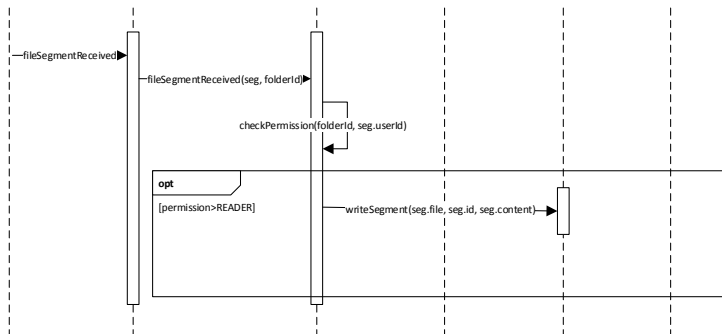 fileSegmentReceived
fileSegmentReceived(seg, folderId)
checkPermission(folderId, seg.userId)
opt
[permission>READER]
writeSegment(seg.file, seg.id, seg.content)